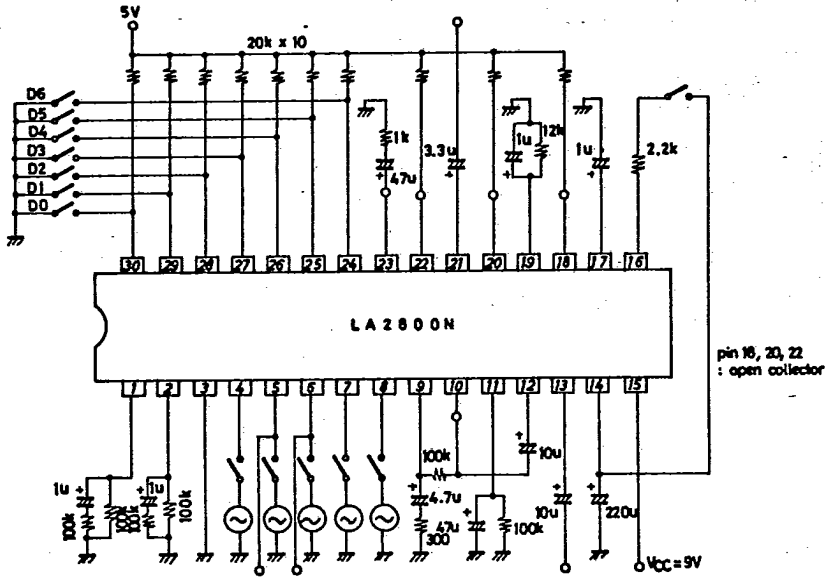 5V
20k x 10
D6
D5
D4
D3
D2
D1
D0
1k
47u
3.3u
1u
12k
1u
2.2k
30 29 28 27 26 25 24 23 22 21 20 19 18 17 16
LA2800N
pin 18, 20, 22
: open collector
1 2 3 4 5 6 7 8 9 10 11 12 13 14 15
1u
100k
100k
1u
100k
100k
100k
4.7u
300
47u
100k
10u
10u
220u
VCC = 9V